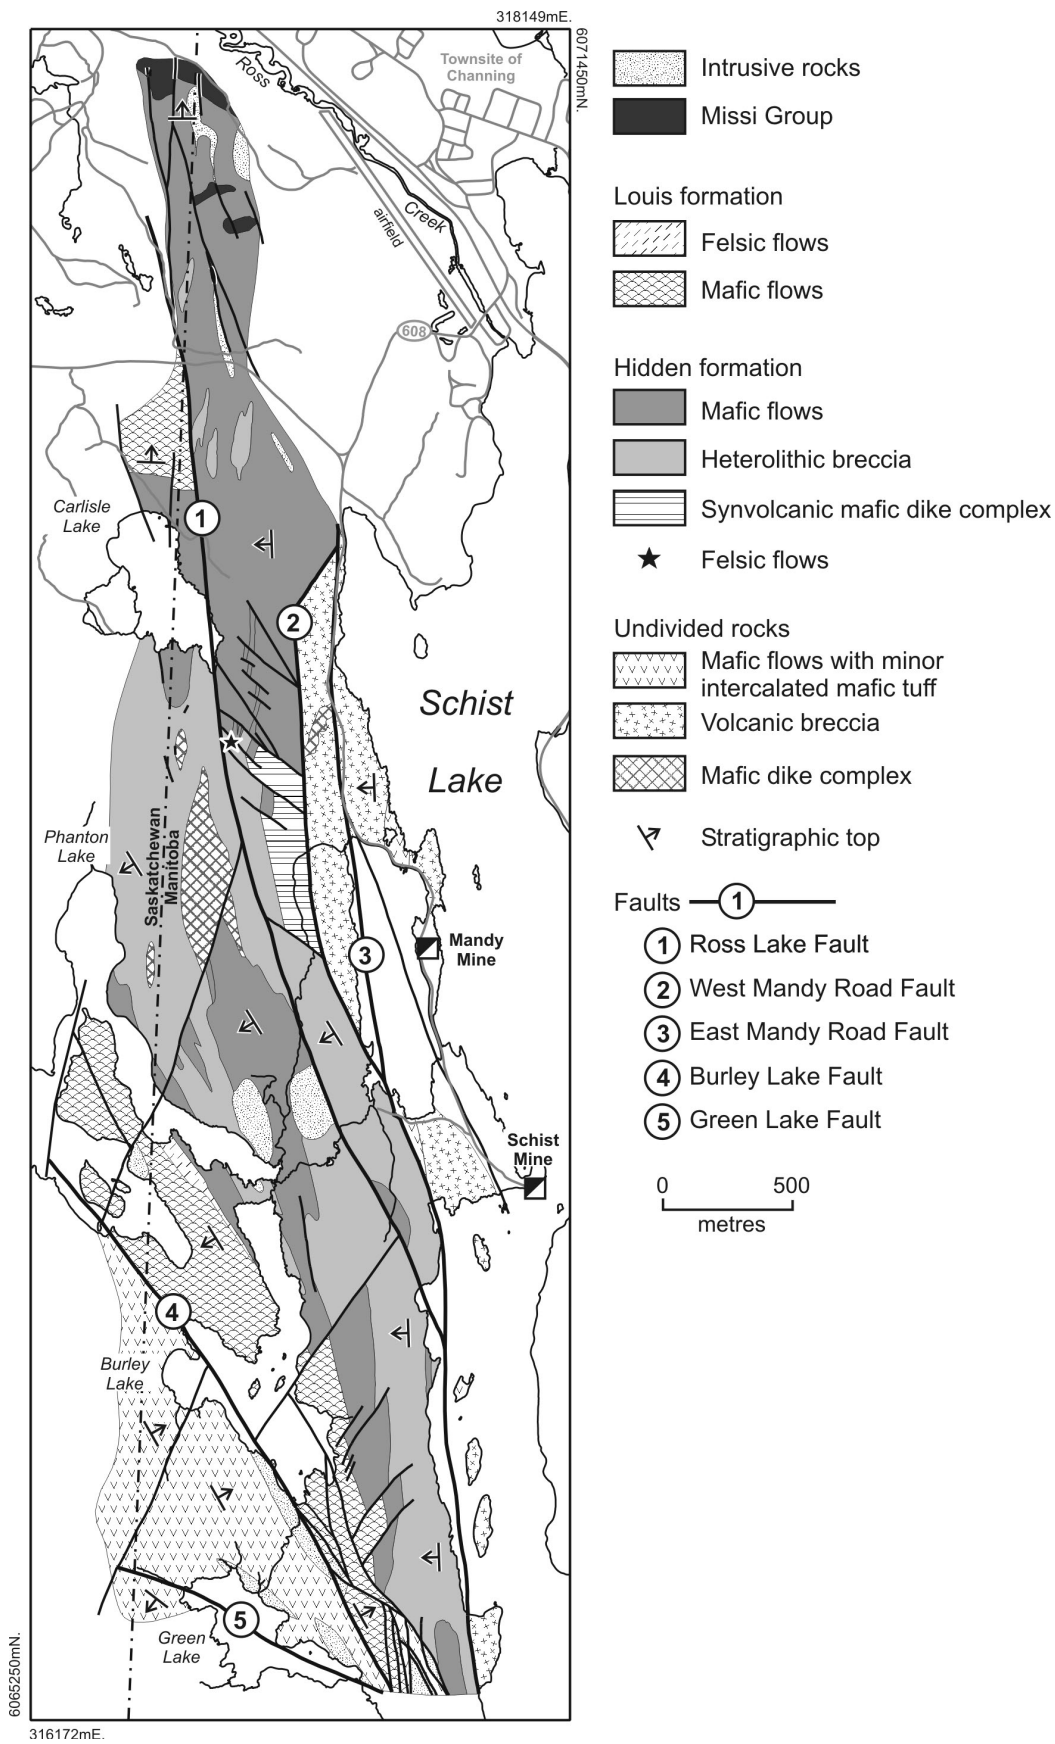 318149mE.
6071450mN.
Ross
Creek
airfield
Townsite of
Channing
608
Carlisle
Lake
1
2
Schist
Lake
Phanton
Lake
Saskatchewan
Manitoba
3
Mandy
Mine
Schist
Mine
4
Burley
Lake
5
Green
Lake
6065250mN.
316172mE.
Intrusive rocks
Missi Group
Louis formation
Felsic flows
Mafic flows
Hidden formation
Mafic flows
Heterolithic breccia
Synvolcanic mafic dike complex
Felsic flows
Undivided rocks
Mafic flows with minor
intercalated mafic tuff
Volcanic breccia
Mafic dike complex
Stratigraphic top
Faults 1
1 Ross Lake Fault
2 West Mandy Road Fault
3 East Mandy Road Fault
4 Burley Lake Fault
5 Green Lake Fault
0 500
metres